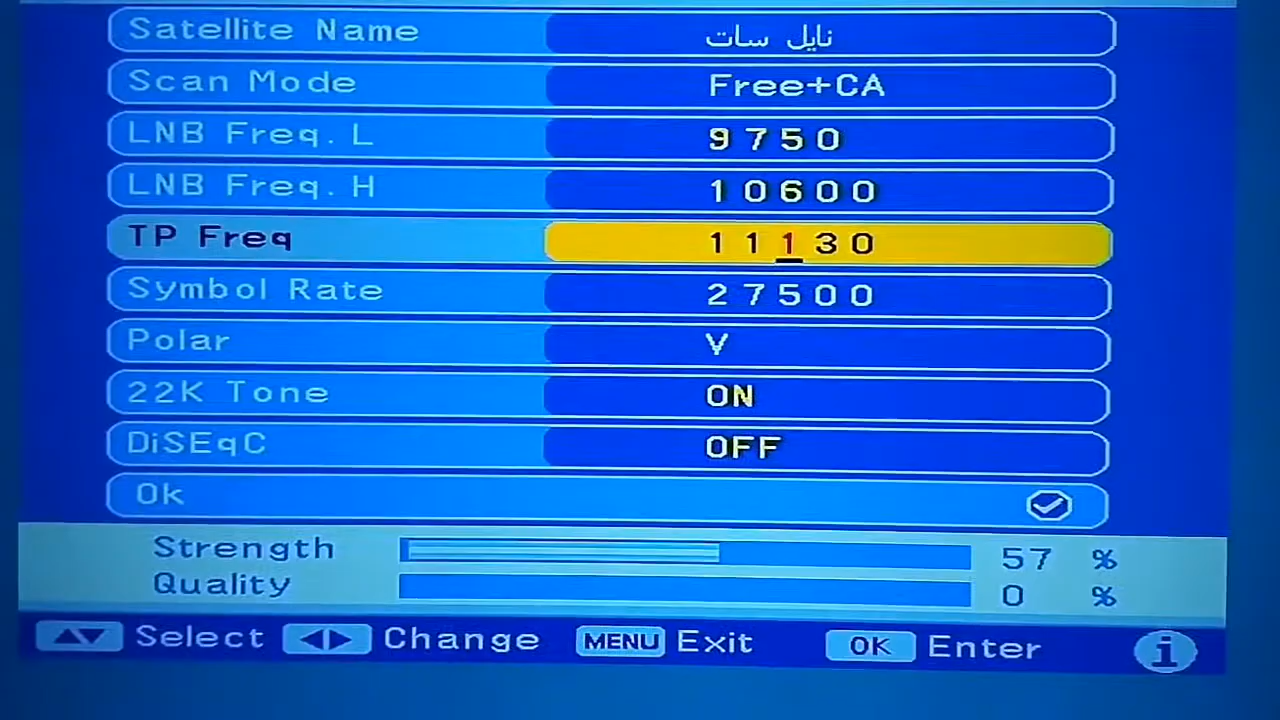 Satellite Name نايل سات
Scan Mode Free+CA
LNB Freq. L 9750
LNB Freq. H 10600
TP Freq 11130
Symbol Rate 27500
Polar V
22K Tone ON
DiSEqC OFF
Ok
Strength 57 %
Quality 0 %
Select Change MENU Exit OK Enter i